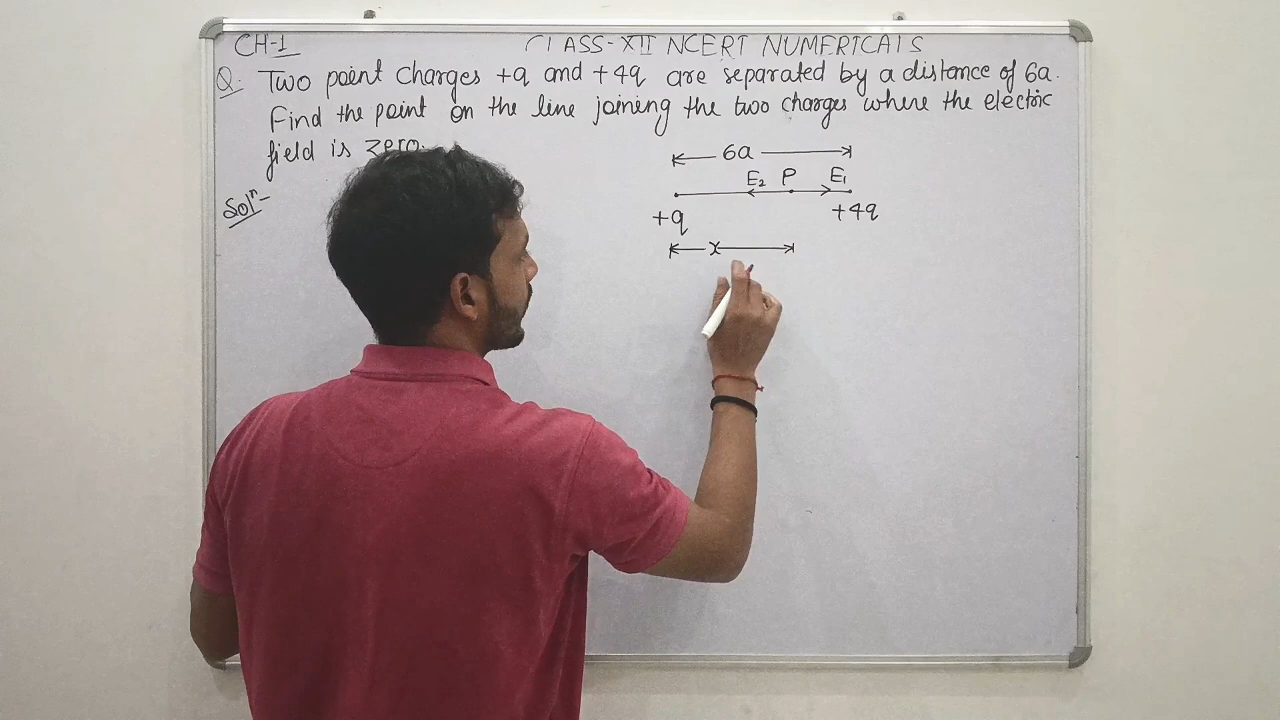 CH-1
CLASS-XII NCERT NUMERICALS
Q. Two point charges +q and +4q are separated by a distance of 6a.
Find the point on the line joining the two charges where the electric
field is zero.
Solⁿ-
6a
E₂ P E₁
+q +4q
x